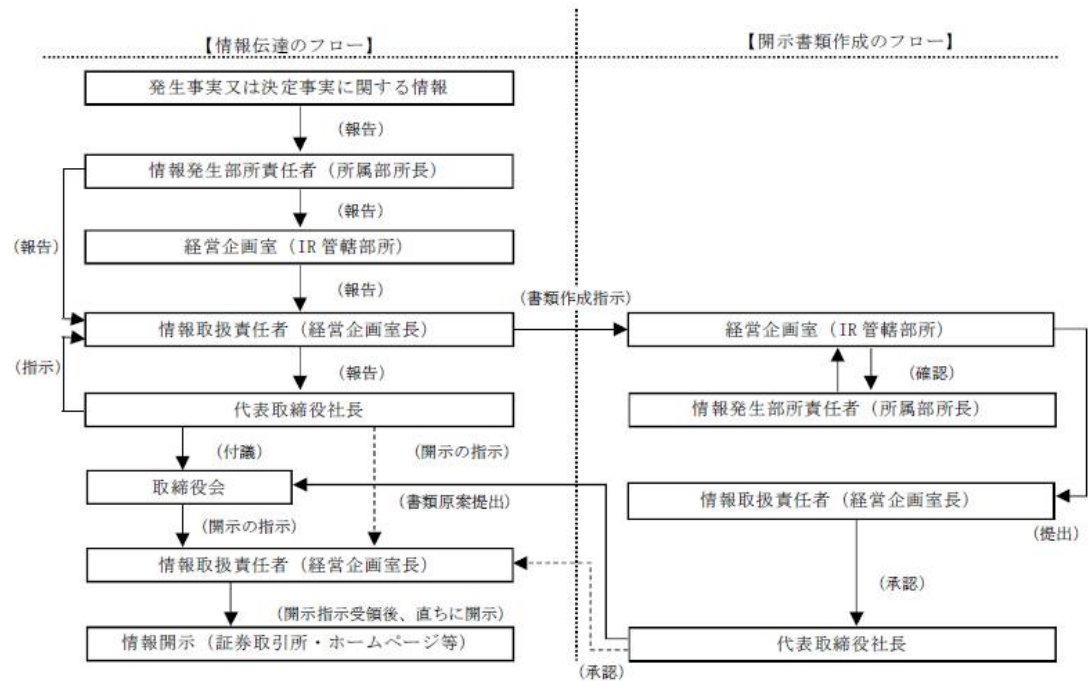 【情報伝達のフロー】
【開示書類作成のフロー】
発生事実又は決定事実に関する情報
(報告)
情報発生部所責任者（所属部所長）
(報告)
(報告)
経営企画室（IR 管轄部所）
(報告)
(書類作成指示)
情報取扱責任者（経営企画室長）
経営企画室（IR 管轄部所）
(指示)
(報告)
(確認)
代表取締役社長
情報発生部所責任者（所属部所長）
(付議)
(開示の指示)
取締役会
(書類原案提出)
情報取扱責任者（経営企画室長）
(提出)
(開示の指示)
情報取扱責任者（経営企画室長）
(承認)
(開示指示受領後、直ちに開示)
情報開示（証券取引所・ホームページ等）
代表取締役社長
(承認)